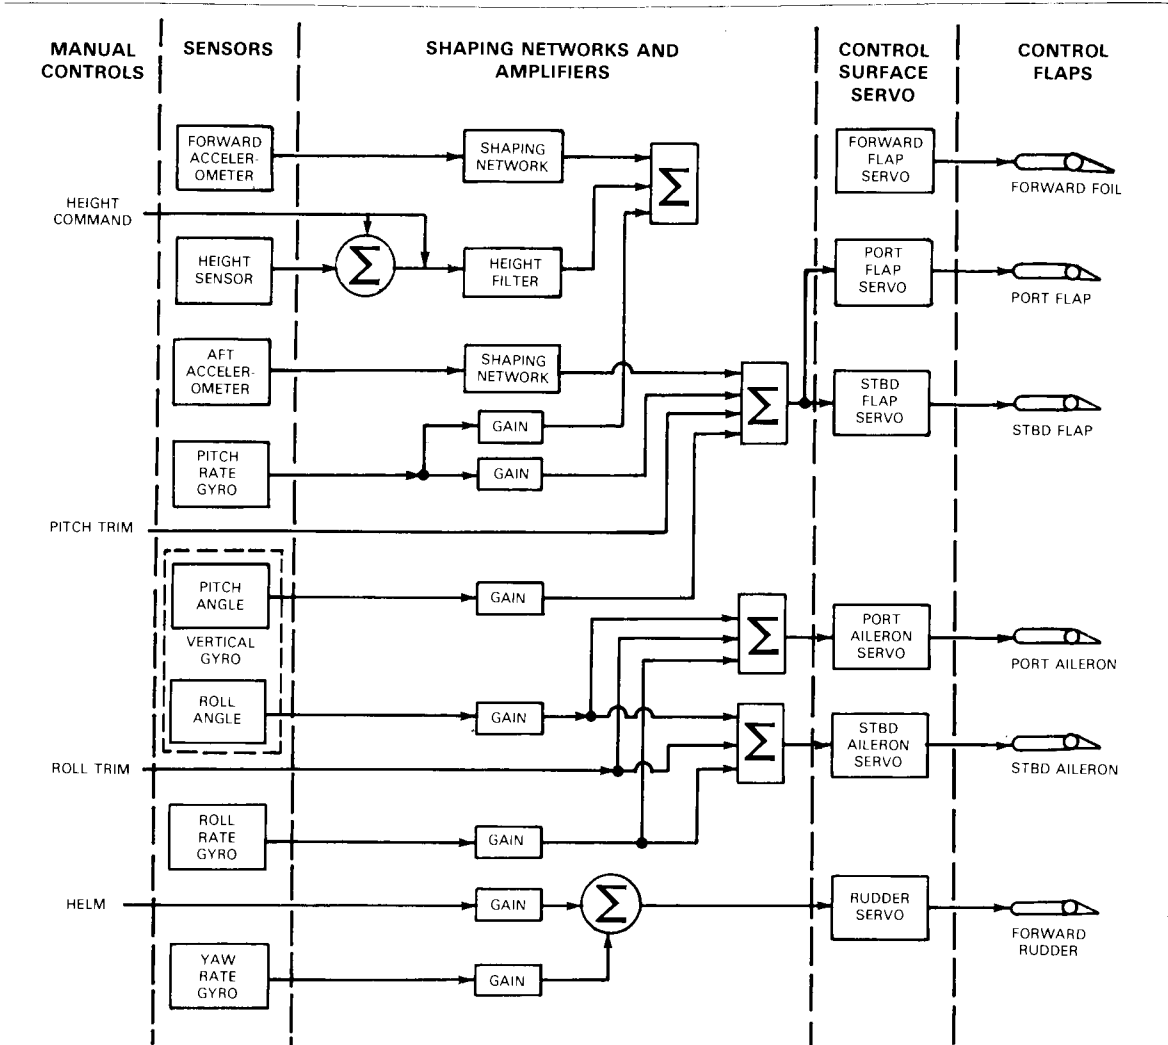 MANUAL
CONTROLS
SENSORS
SHAPING NETWORKS AND
AMPLIFIERS
CONTROL
SURFACE
SERVO
CONTROL
FLAPS
FORWARD
ACCELER-
OMETER
SHAPING
NETWORK
Σ
FORWARD
FLAP
SERVO
FORWARD FOIL
HEIGHT
COMMAND
HEIGHT
SENSOR
Σ
HEIGHT
FILTER
PORT
FLAP
SERVO
PORT FLAP
AFT
ACCELER-
OMETER
SHAPING
NETWORK
Σ
STBD
FLAP
SERVO
STBD FLAP
GAIN
PITCH
RATE
GYRO
GAIN
PITCH TRIM
PITCH
ANGLE
GAIN
VERTICAL
GYRO
Σ
PORT
AILERON
SERVO
PORT AILERON
ROLL
ANGLE
GAIN
Σ
STBD
AILERON
SERVO
STBD AILERON
ROLL TRIM
ROLL
RATE
GYRO
GAIN
HELM
GAIN
Σ
RUDDER
SERVO
FORWARD
RUDDER
YAW
RATE
GYRO
GAIN